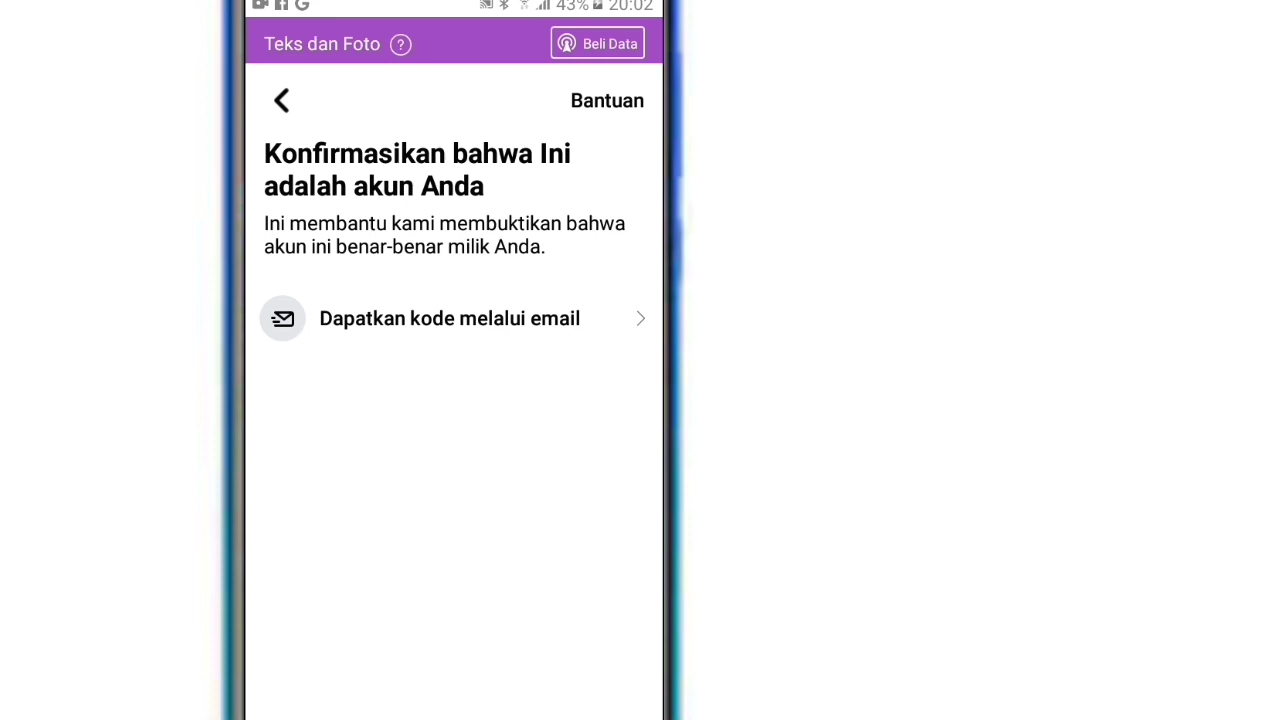 43% 20:02
Teks dan Foto ? Beli Data
Bantuan
Konfirmasikan bahwa Ini
adalah akun Anda
Ini membantu kami membuktikan bahwa
akun ini benar-benar milik Anda.
Dapatkan kode melalui email